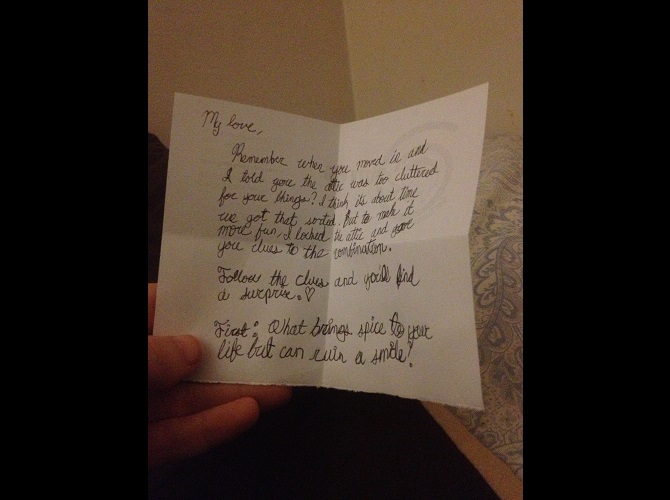 My love,
Remember when you moved in and
I told you the attic was too cluttered
for your things? I think it's about time
we got that sorted. But to make it
more fun, I locked the attic and gave
you clues to the combination.
Follow the clues and you'll find
a surprise. ♡
First: What brings spice to your
life but can ruin a smile?